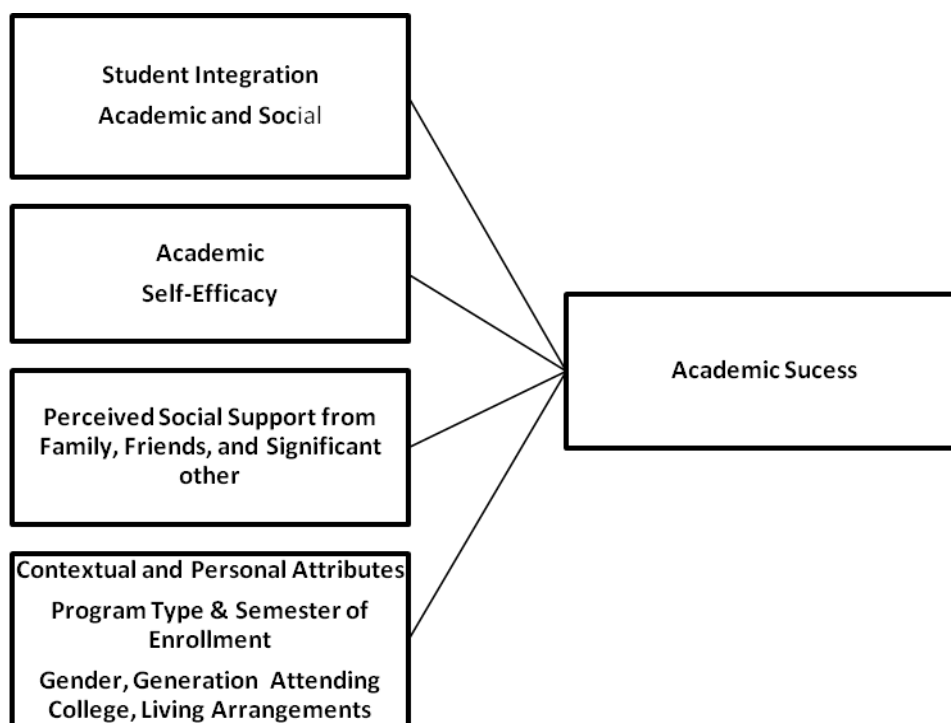 Student Integration
Academic and Social
Academic
Self-Efficacy
Perceived Social Support from
Family, Friends, and Significant
other
Contextual and Personal Attributes
Program Type & Semester of
Enrollment
Gender, Generation Attending
College, Living Arrangements
Academic Sucess